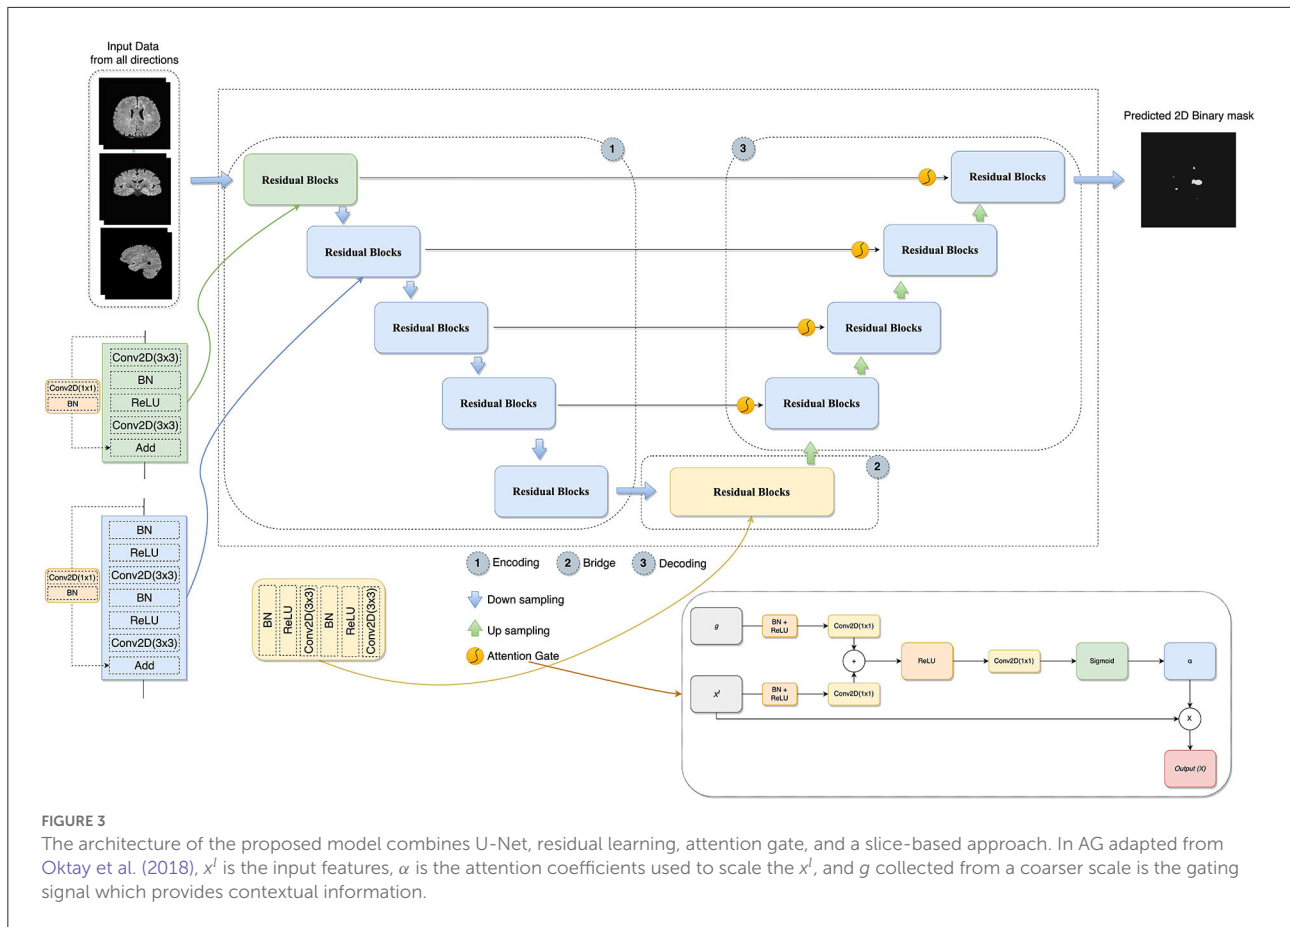 Input Data
from all directions
Predicted 2D Binary mask
1
3
Residual Blocks
Residual Blocks
Residual Blocks
Residual Blocks
Residual Blocks
Residual Blocks
Residual Blocks
Residual Blocks
Residual Blocks
Residual Blocks
2
Conv2D(3x3)
BN
ReLU
Conv2D(3x3)
Add
Conv2D(1x1)
BN
BN
ReLU
Conv2D(3x3)
BN
ReLU
Conv2D(3x3)
Add
Conv2D(1x1)
BN
BN
ReLU
Conv2D(3x3)
BN
ReLU
Conv2D(3x3)
1 Encoding 2 Bridge 3 Decoding
Down sampling
Up sampling
Attention Gate
g
BN +
ReLU
Conv2D(1x1)
+
ReLU
Conv2D(1x1)
Sigmoid
α
x^l
BN +
ReLU
Conv2D(1x1)
X
Output (X)
FIGURE 3
The architecture of the proposed model combines U-Net, residual learning, attention gate, and a slice-based approach. In AG adapted from
Oktay et al. (2018), x^l is the input features, α is the attention coefficients used to scale the x^l, and g collected from a coarser scale is the gating
signal which provides contextual information.